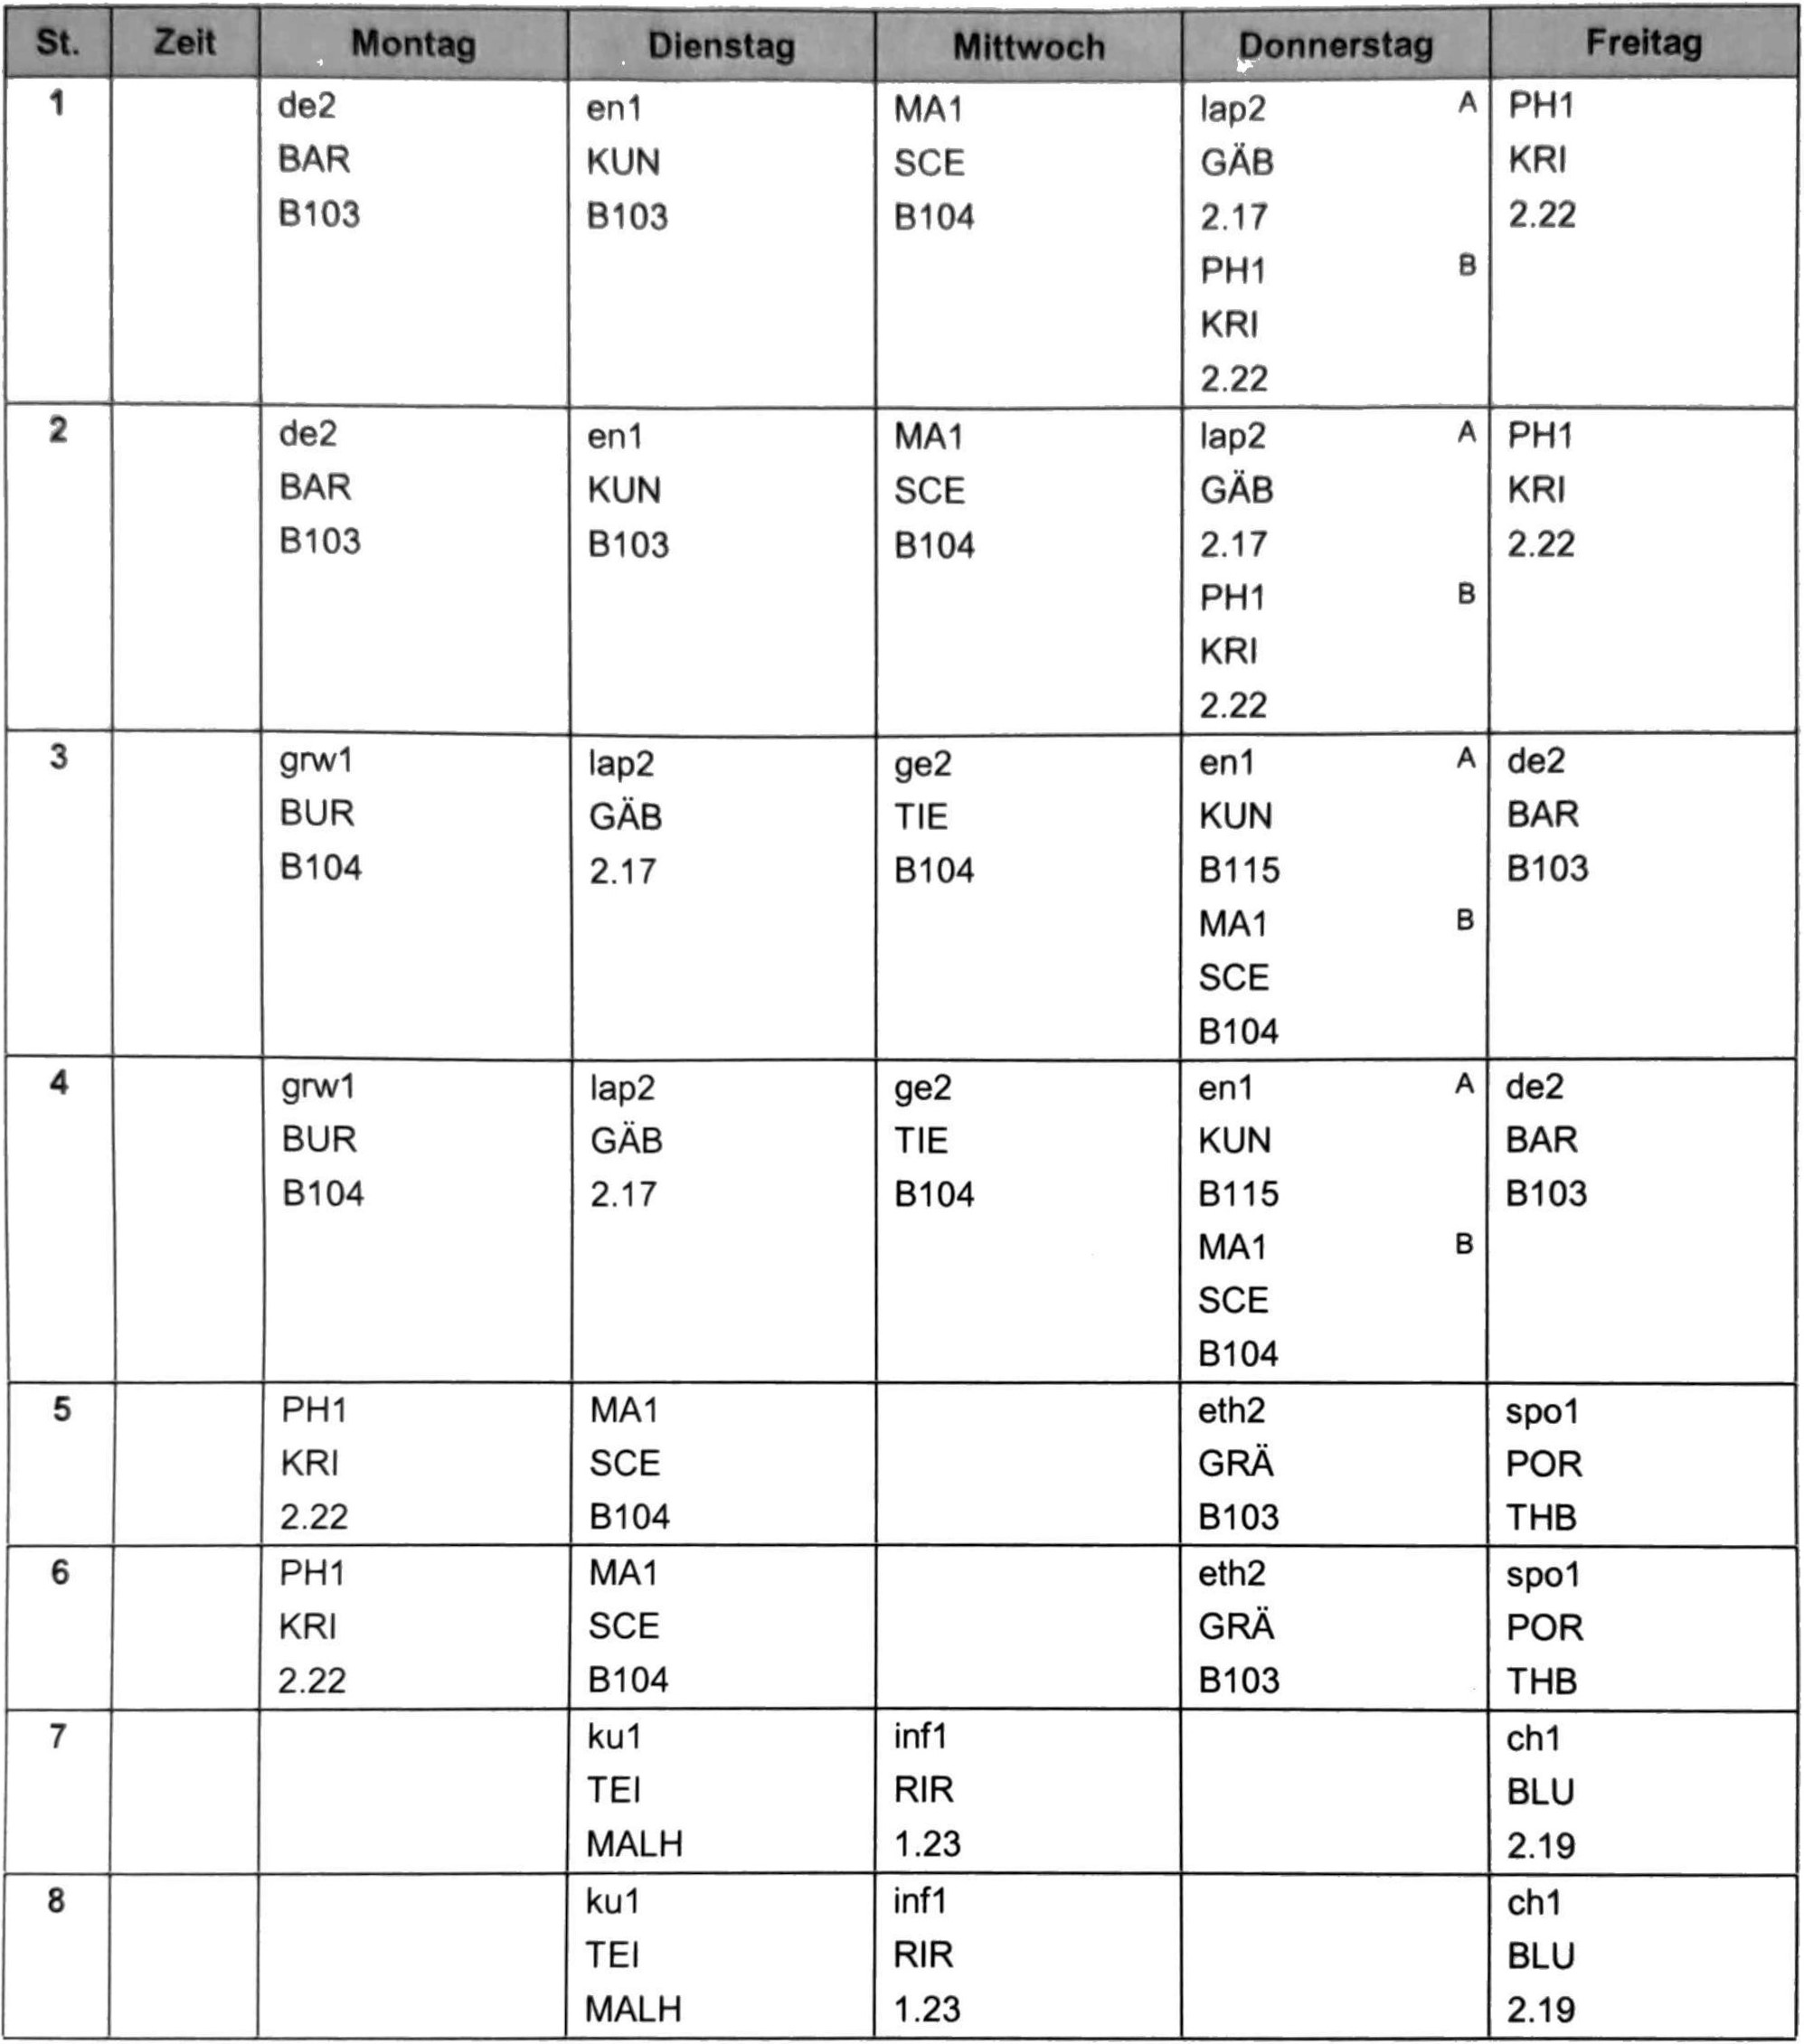 St. Zeit Montag Dienstag Mittwoch Donnerstag Freitag
1 de2 en1 MA1 lap2 A PH1
BAR KUN SCE GÄB KRI
B103 B103 B104 2.17 2.22
PH1 B
KRI
2.22
2 de2 en1 MA1 lap2 A PH1
BAR KUN SCE GÄB KRI
B103 B103 B104 2.17 2.22
PH1 B
KRI
2.22
3 grw1 lap2 ge2 en1 A de2
BUR GÄB TIE KUN BAR
B104 2.17 B104 B115 B103
MA1 B
SCE
B104
4 grw1 lap2 ge2 en1 A de2
BUR GÄB TIE KUN BAR
B104 2.17 B104 B115 B103
MA1 B
SCE
B104
5 PH1 MA1 eth2 spo1
KRI SCE GRÄ POR
2.22 B104 B103 THB
6 PH1 MA1 eth2 spo1
KRI SCE GRÄ POR
2.22 B104 B103 THB
7 ku1 inf1 ch1
TEI RIR BLU
MALH 1.23 2.19
8 ku1 inf1 ch1
TEI RIR BLU
MALH 1.23 2.19